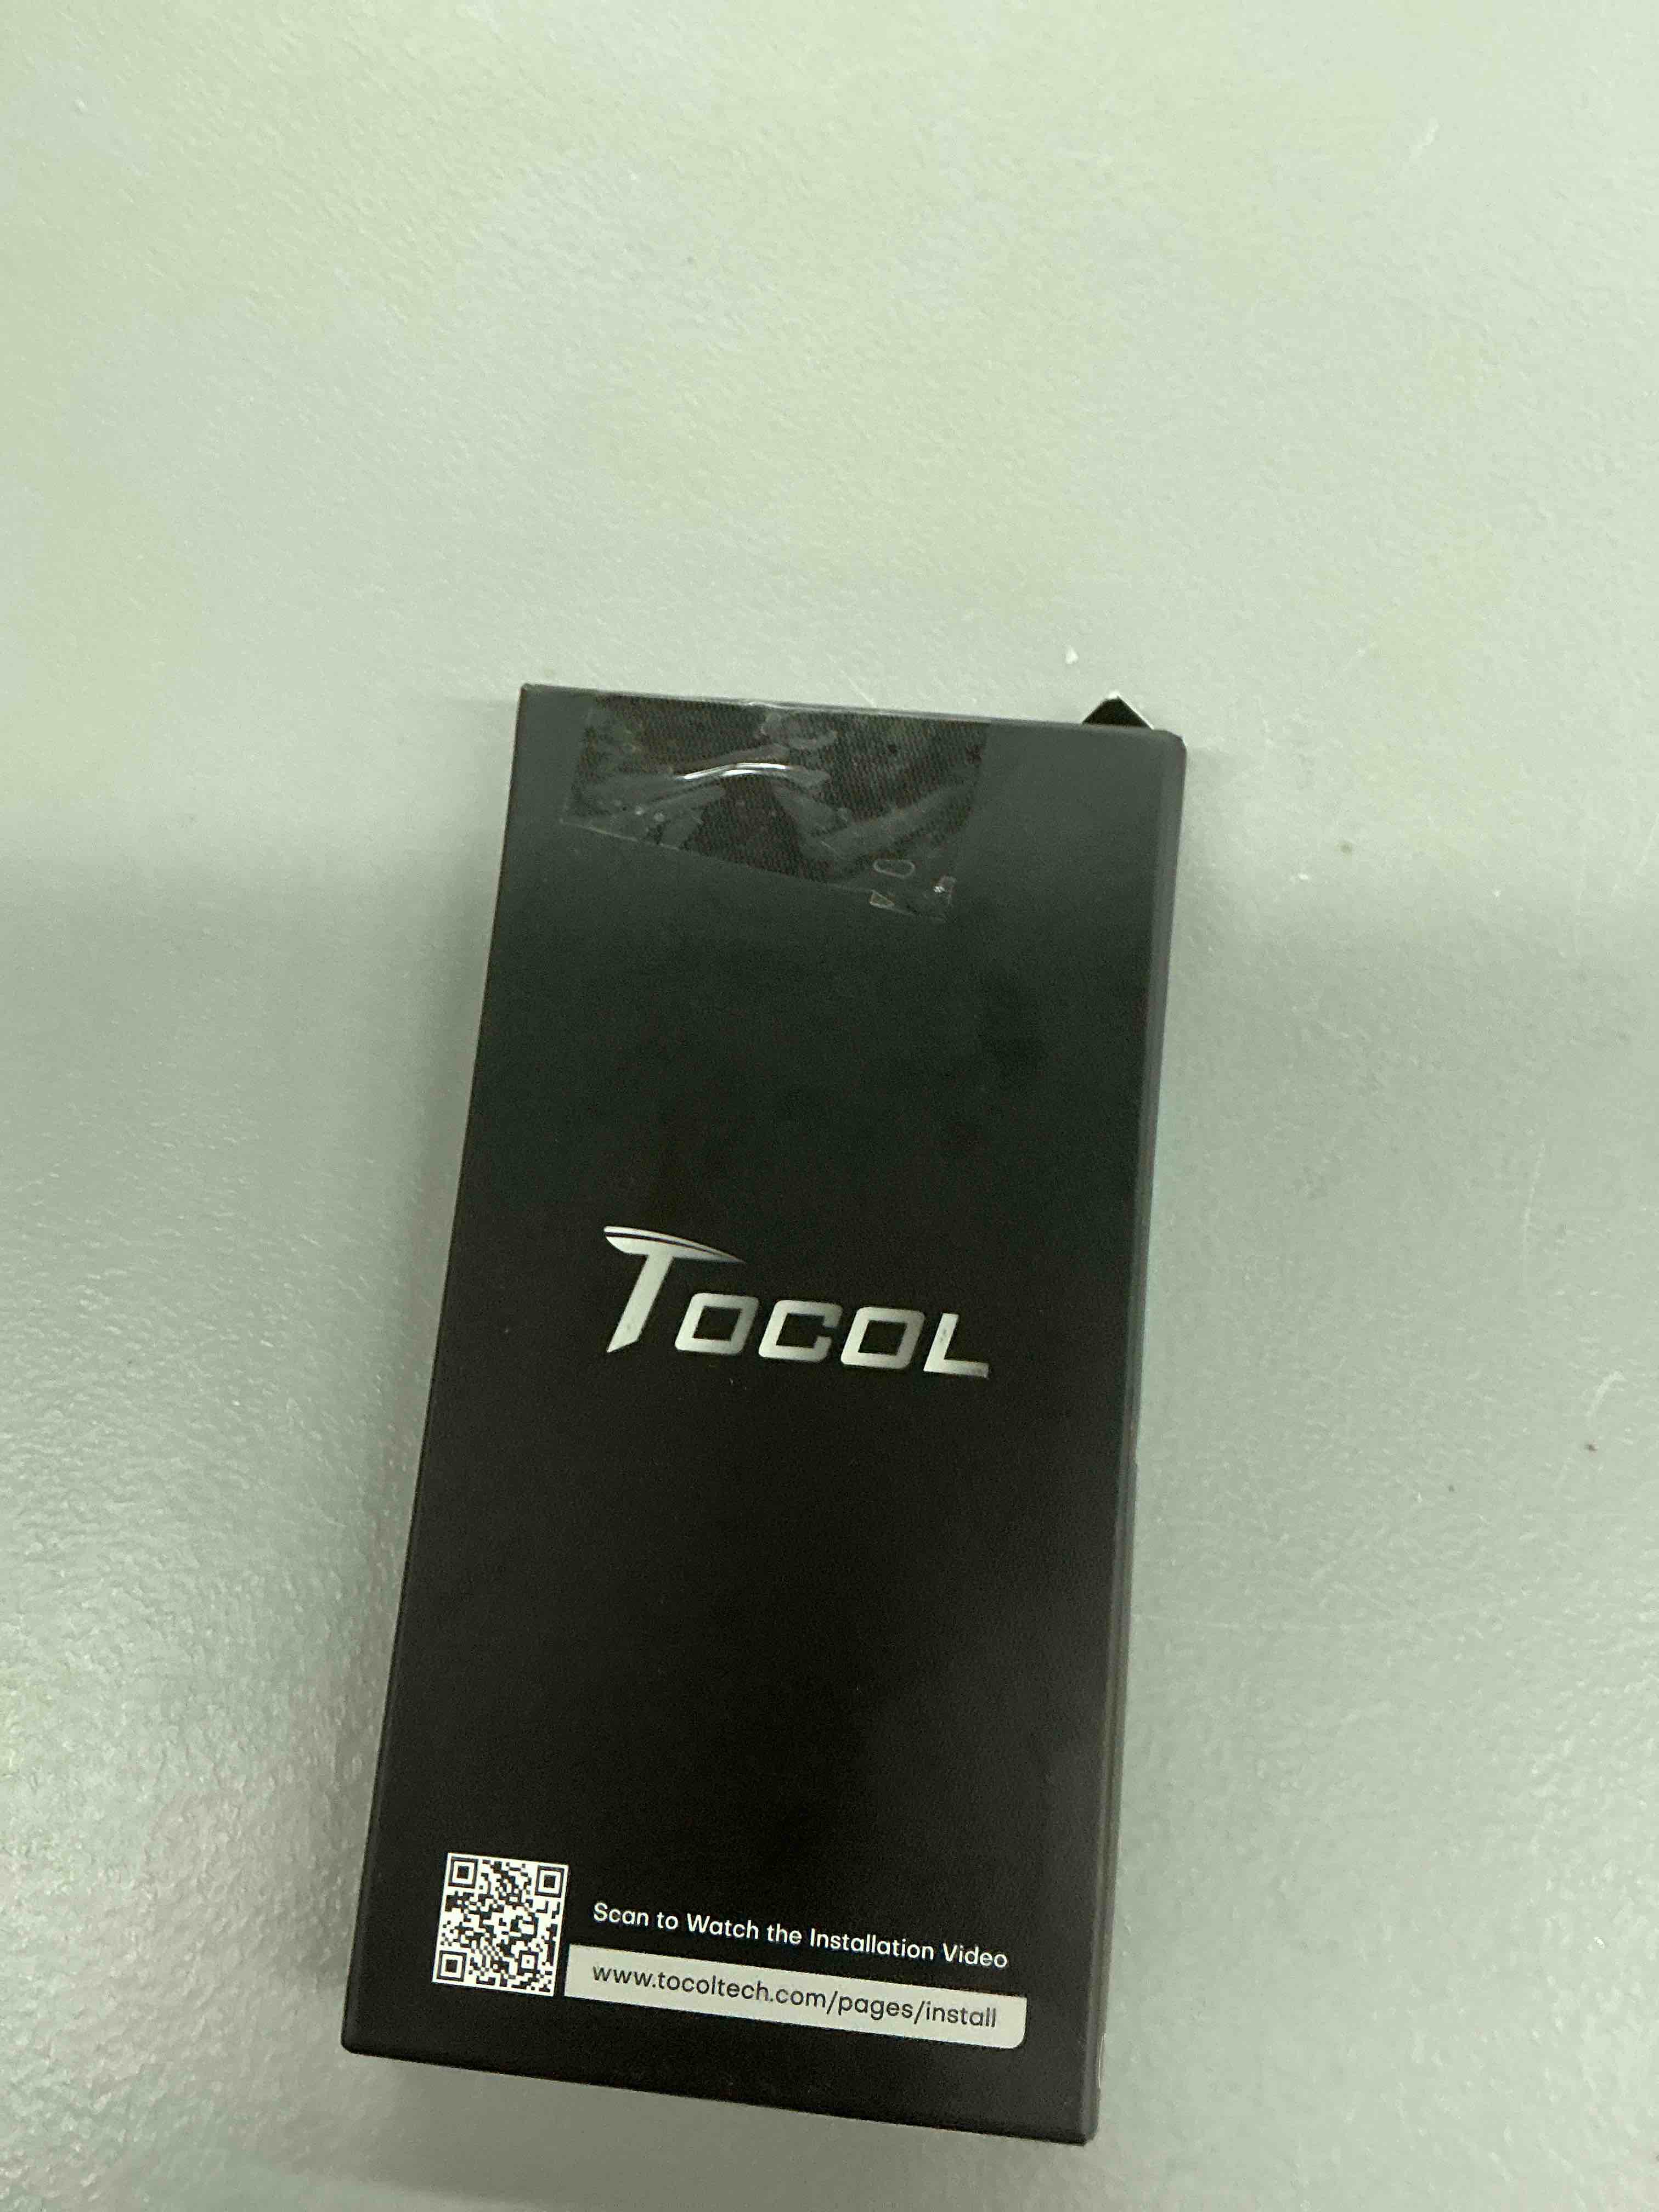 TOCOL
Scan to Watch the Installation Video
www.tocoltech.com/pages/install